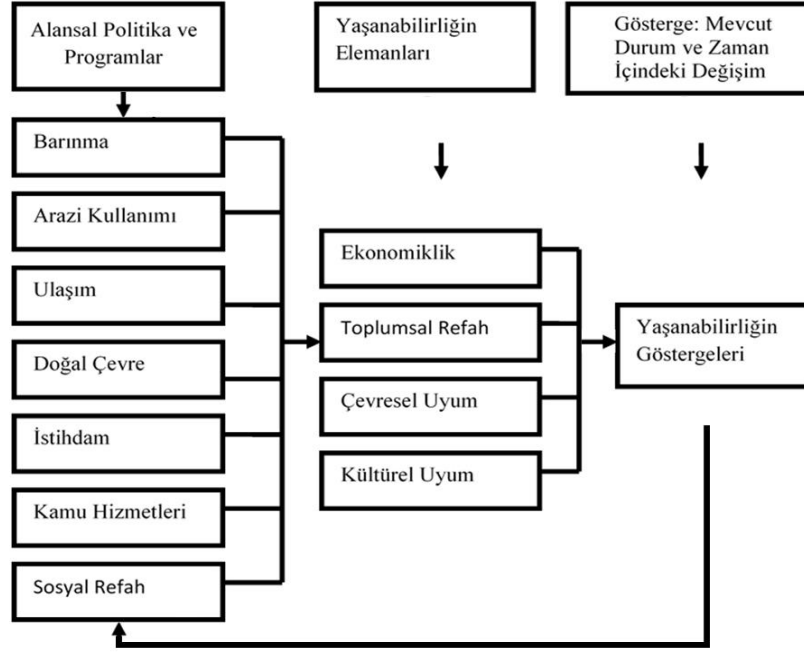 Alansal Politika ve
Programlar
Yaşanabilirliğin
Elemanları
Gösterge: Mevcut
Durum ve Zaman
İçindeki Değişim
Barınma
Arazi Kullanımı
Ulaşım
Doğal Çevre
İstihdam
Kamu Hizmetleri
Sosyal Refah
Ekonomiklik
Toplumsal Refah
Çevresel Uyum
Kültürel Uyum
Yaşanabilirliğin
Göstergeleri